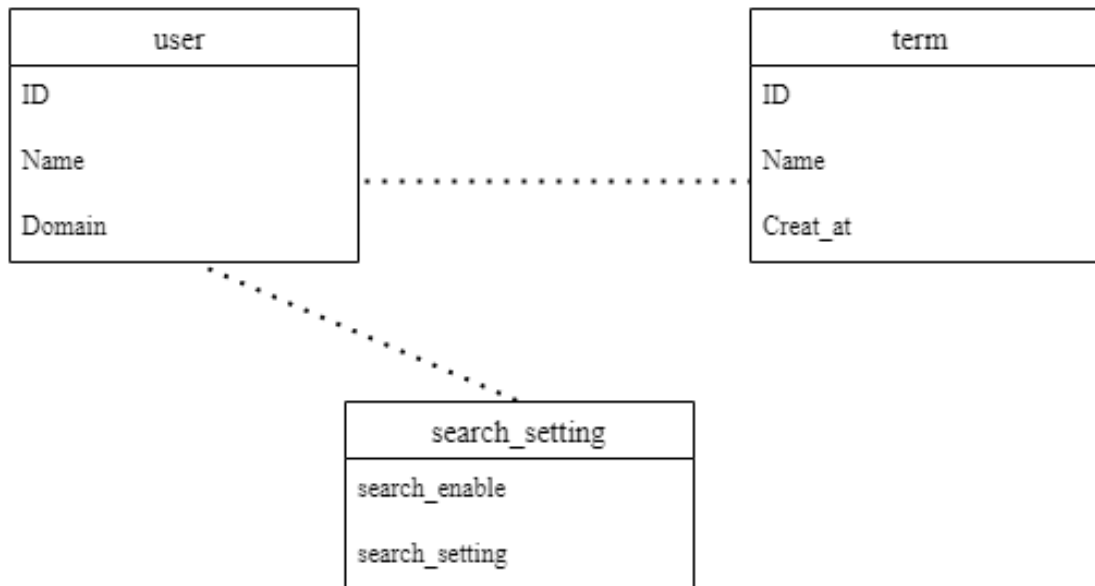 user
ID
Name
Domain
term
ID
Name
Creat_at
search_setting
search_enable
search_setting